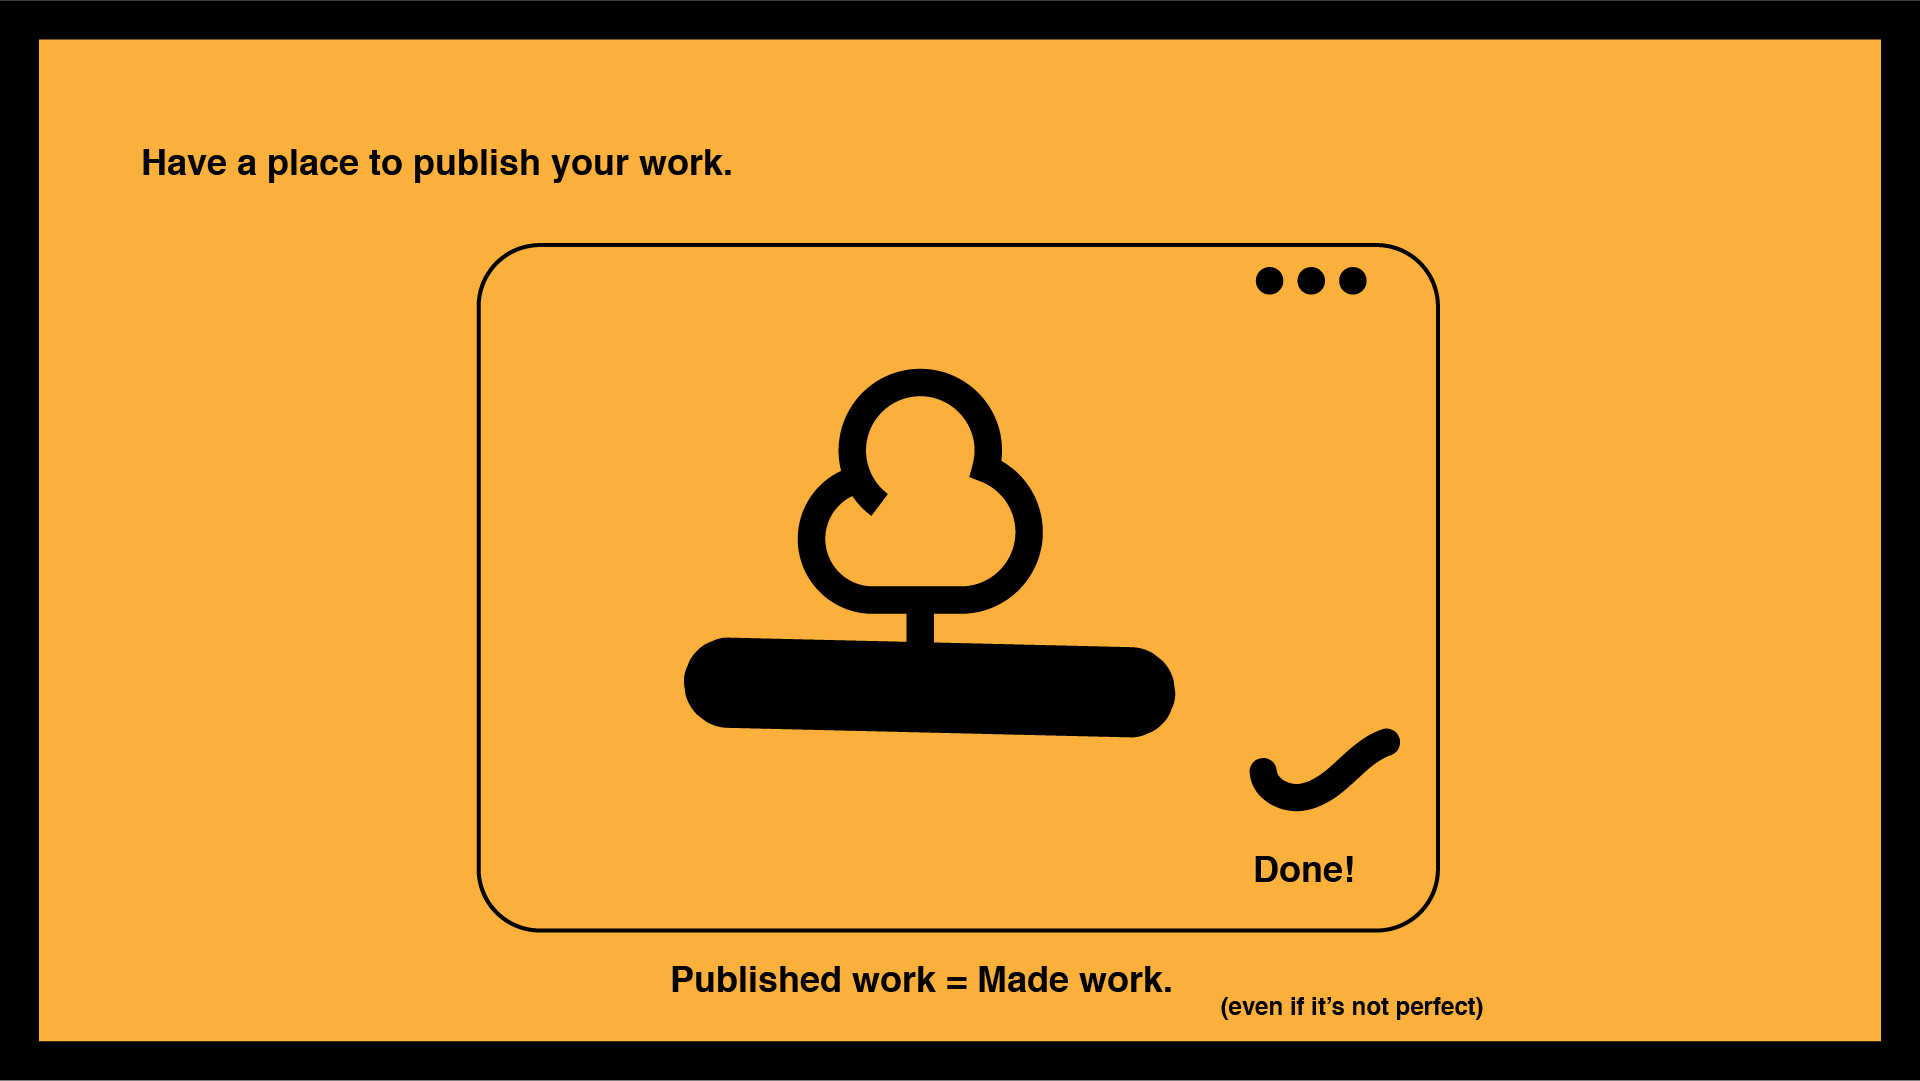 Have a place to publish your work.
Done!
Published work = Made work.
(even if it’s not perfect)